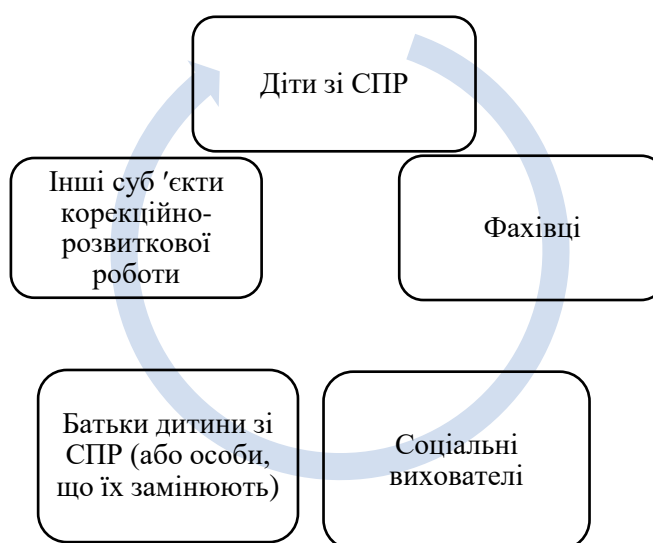 Діти зі СПР
Фахівці
Соціальні
вихователі
Батьки дитини зі
СПР (або особи,
що їх замінюють)
Інші суб ′єкти
корекційно-
розвиткової
роботи